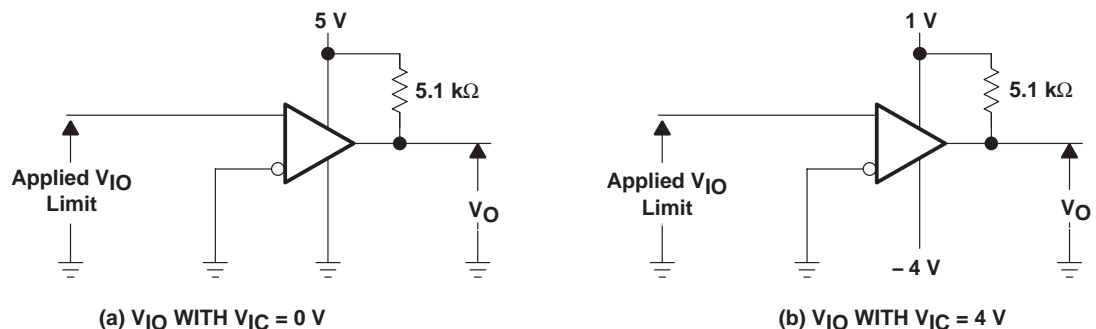 5 V
5.1 kΩ
Applied VIO
Limit
VO
(a) VIO WITH VIC = 0 V
1 V
5.1 kΩ
Applied VIO
Limit
VO
– 4 V
(b) VIO WITH VIC = 4 V